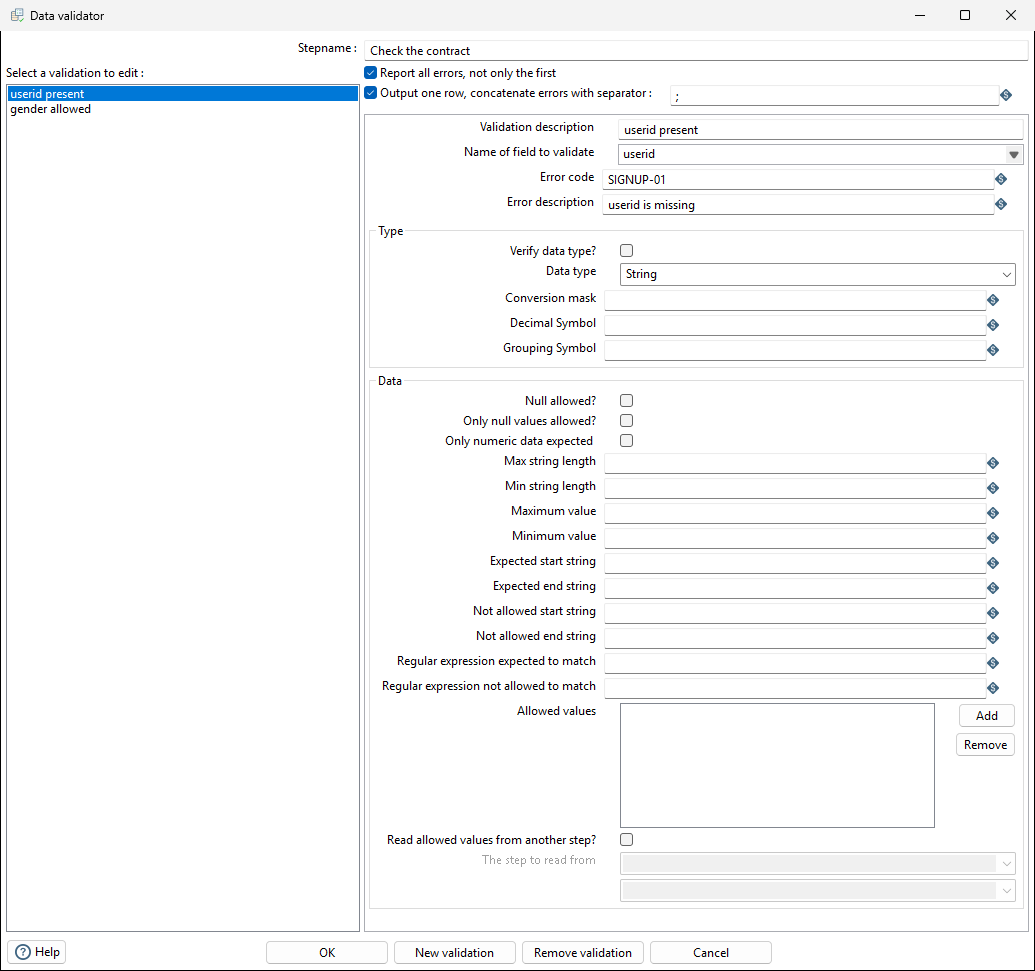 Data validator
Stepname :
Check the contract
Select a validation to edit :
Report all errors, not only the first
userid present
gender allowed
Output one row, concatenate errors with separator :
;
Validation description
userid present
Name of field to validate
userid
Error code
SIGNUP-01
Error description
userid is missing
Type
Verify data type?
Data type
String
Conversion mask
Decimal Symbol
Grouping Symbol
Data
Null allowed?
Only null values allowed?
Only numeric data expected
Max string length
Min string length
Maximum value
Minimum value
Expected start string
Expected end string
Not allowed start string
Not allowed end string
Regular expression expected to match
Regular expression not allowed to match
Allowed values
Add
Remove
Read allowed values from another step?
The step to read from
Help
OK
New validation
Remove validation
Cancel